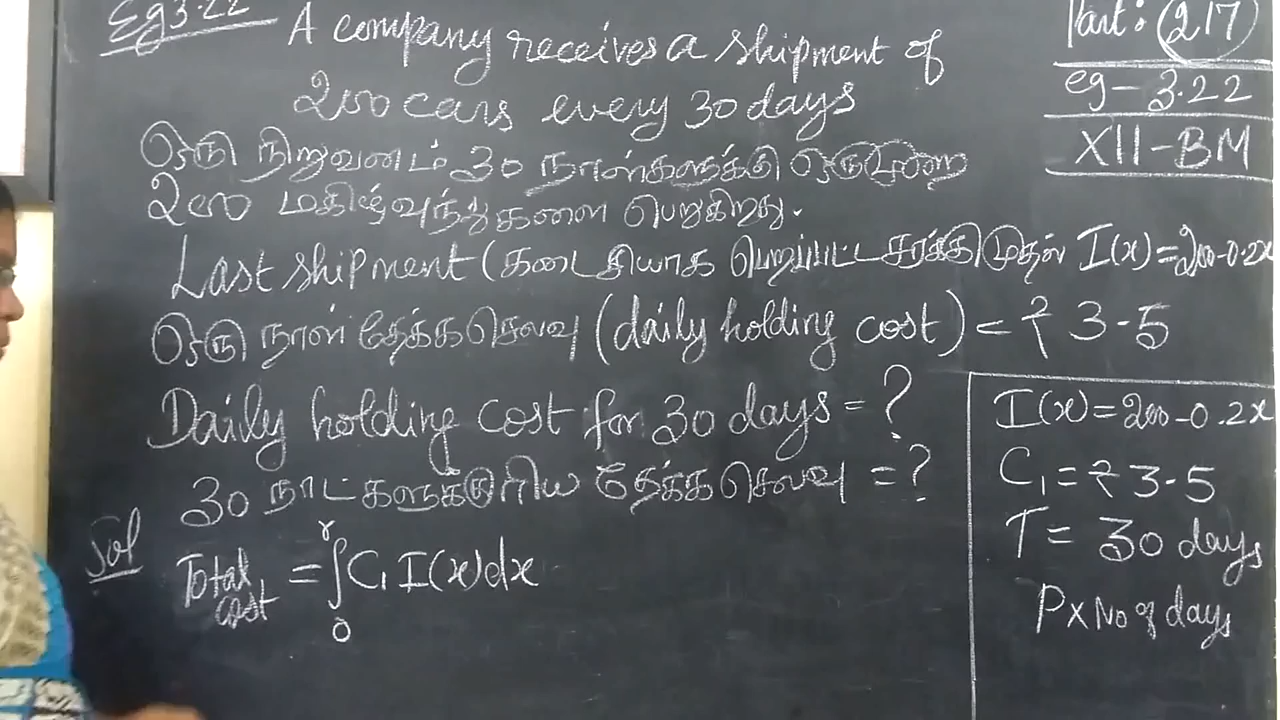 Eg 3.22
A company receives a shipment of
200 cars every 30 days
ஒரு நிறுவனம் 30 நாள்களுக்கு ஒருமுறை
200 மகிழ்வுந்துகளை பெறுகிறது.
Last shipment (கடைசியாக பெறப்பட்ட சரக்கு முதல் I(x) = 200-0.2x
ஒரு நாள் தேக்க செலவு (daily holding cost) = ₹ 3.5
Daily holding cost for 30 days = ?
30 நாட்களுக்குரிய தேக்க செலவு = ?
Sol
Total cost = ∫₀ᵀ C₁ I(x) dx
Part: 217
eg - 3.22
XII - BM
I(x) = 200-0.2x
C₁ = ₹ 3.5
T = 30 days
P x No of days